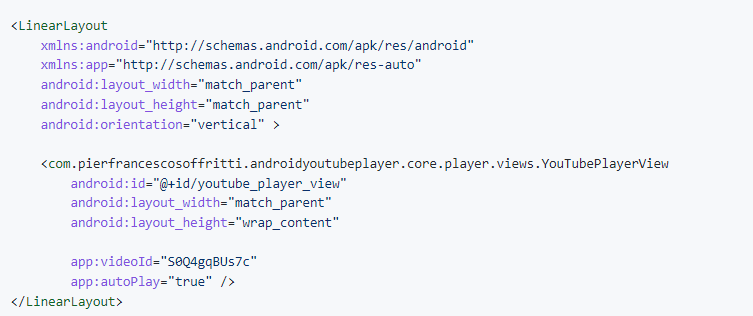 <LinearLayout
    xmlns:android="http://schemas.android.com/apk/res/android"
    xmlns:app="http://schemas.android.com/apk/res-auto"
    android:layout_width="match_parent"
    android:layout_height="match_parent"
    android:orientation="vertical" >

    <com.pierfrancescosoffritti.androidyoutubeplayer.core.player.views.YouTubePlayerView
        android:id="@+id/youtube_player_view"
        android:layout_width="match_parent"
        android:layout_height="wrap_content"

        app:videoId="S0Q4gqBUs7c"
        app:autoPlay="true" />
</LinearLayout>